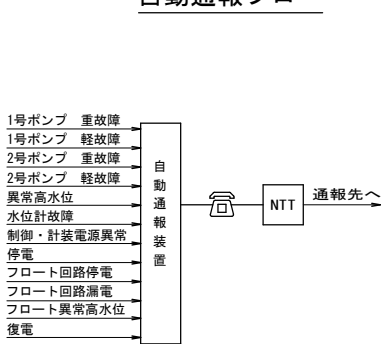 自動通報フロー
1号ポンプ 重故障
1号ポンプ 軽故障
2号ポンプ 重故障
2号ポンプ 軽故障
異常高水位
水位計故障
制御・計装電源異常
停電
フロート回路停電
フロート回路漏電
フロート異常高水位
復電
自動通報装置
NTT
通報先へ